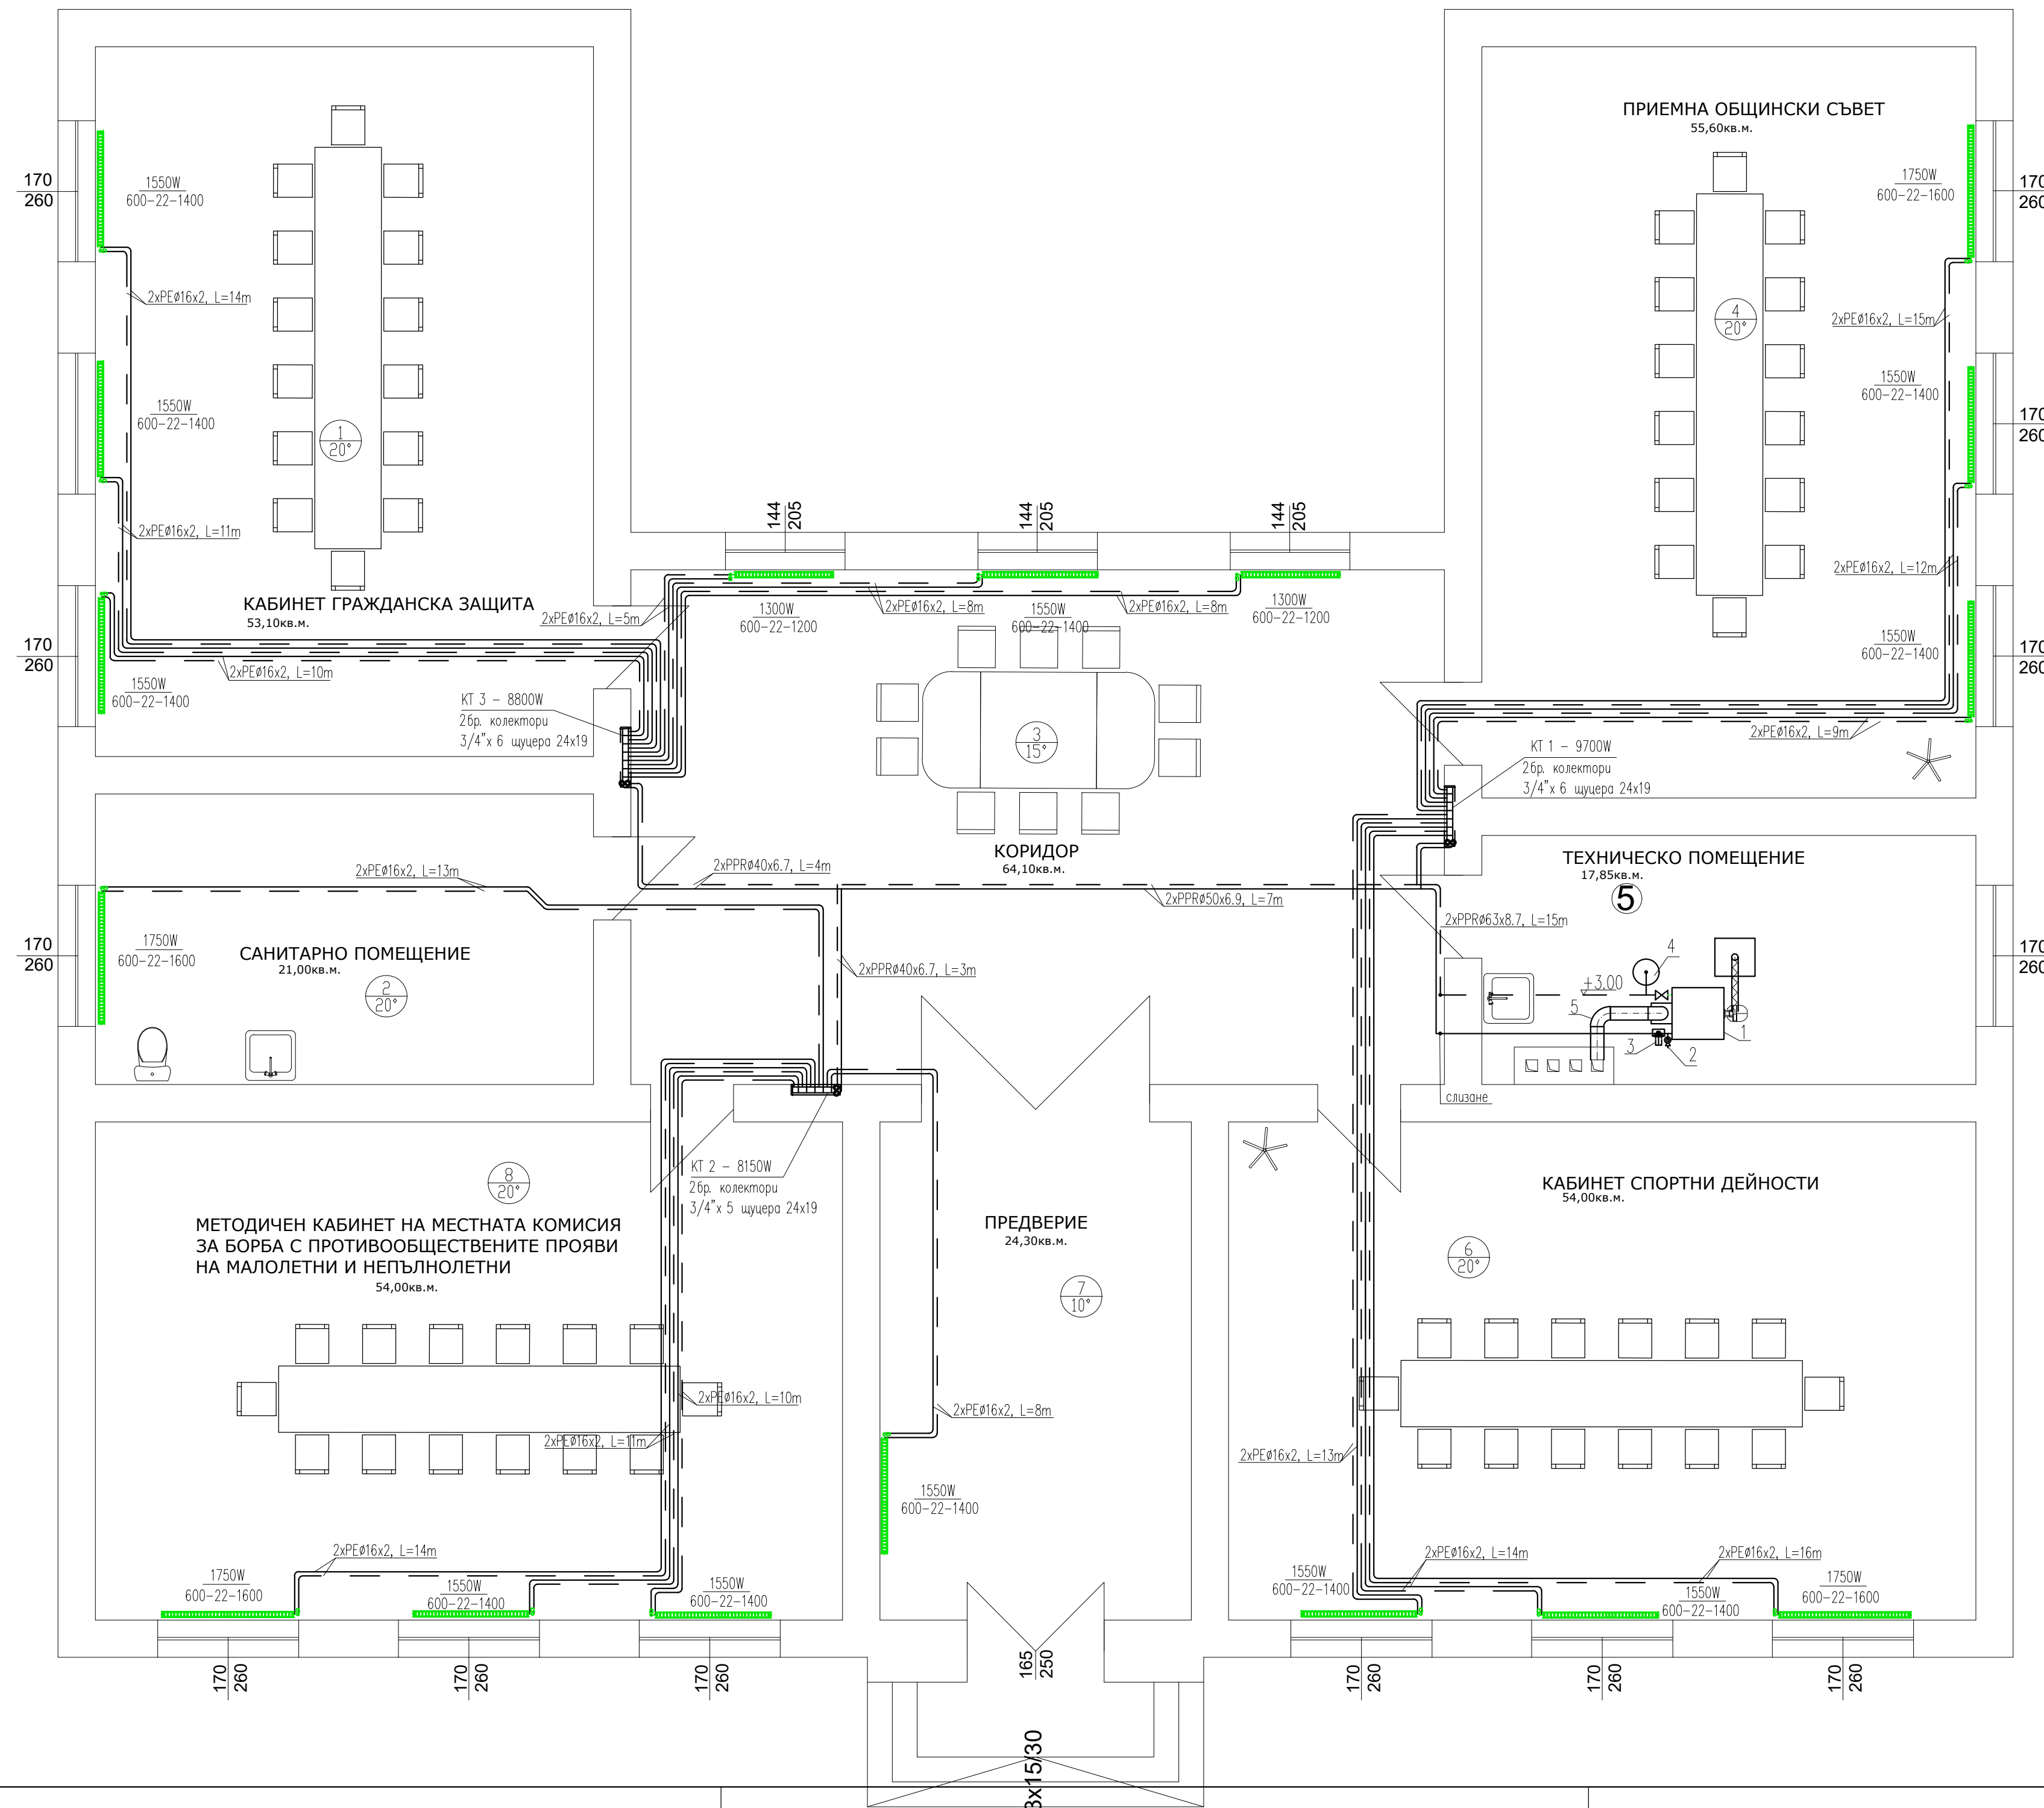 ПРИЕМНА ОБЩИНСКИ СЪВЕТ
55,60кв.м.
170
260
1550W
600-22-1400
1750W
600-22-1600
170
2xPEø16x2, L=14m
4
20°
2xPEø16x2, L=15m
1550W
600-22-1400
1550W
600-22-1400
170
1
20°
144
205
144
205
144
205
2xPEø16x2, L=11m
2xPEø16x2, L=12m
КАБИНЕТ ГРАЖДАНСКА ЗАЩИТА
53,10кв.м.
2xPEø16x2, L=5m
1300W
600-22-1200
2xPEø16x2, L=8m
1550W
600-22-1400
2xPEø16x2, L=8m
1300W
600-22-1200
170
260
1550W
600-22-1400
170
2xPEø16x2, L=10m
1550W
600-22-1400
КТ 3 - 8800W
2бр. колектори
3/4"x 6 щуцера 24x19
3
15°
2xPEø16x2, L=9m
КТ 1 - 9700W
2бр. колектори
3/4"x 6 щуцера 24x19
КОРИДОР
64,10кв.м.
ТЕХНИЧЕСКО ПОМЕЩЕНИЕ
17,85кв.м.
5
2xPEø16x2, L=13m
2xPPRø40x6.7, L=4m
2xPPRø50x6.9, L=7m
2xPPRø63x8.7, L=15m
170
260
1750W
600-22-1600
САНИТАРНО ПОМЕЩЕНИЕ
21,00кв.м.
2
20°
2xPPRø40x6.7, L=3m
4
+3.00
5
3
2
1
170
слизане
КТ 2 - 8150W
2бр. колектори
3/4"x 5 щуцера 24x19
8
20°
МЕТОДИЧЕН КАБИНЕТ НА МЕСТНАТА КОМИСИЯ
ЗА БОРБА С ПРОТИВООБЩЕСТВЕНИТЕ ПРОЯВИ
НА МАЛОЛЕТНИ И НЕПЪЛНОЛЕТНИ
54,00кв.м.
ПРЕДВЕРИЕ
24,30кв.м.
7
10°
КАБИНЕТ СПОРТНИ ДЕЙНОСТИ
54,00кв.м.
6
20°
2xPEø16x2, L=10m
2xPEø16x2, L=11m
2xPEø16x2, L=8m
2xPEø16x2, L=13m
1550W
600-22-1400
2xPEø16x2, L=14m
2xPEø16x2, L=14m
2xPEø16x2, L=16m
1750W
600-22-1600
1550W
600-22-1400
1550W
600-22-1400
1550W
600-22-1400
1550W
600-22-1400
1750W
600-22-1600
170
260
170
260
170
260
165
250
170
260
170
260
170
260
3x15/30